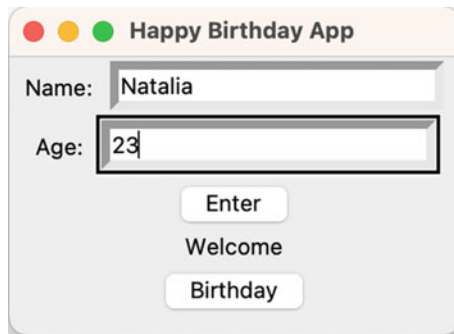 Happy Birthday App
Name: Natalia
Age: 23
Enter
Welcome
Birthday